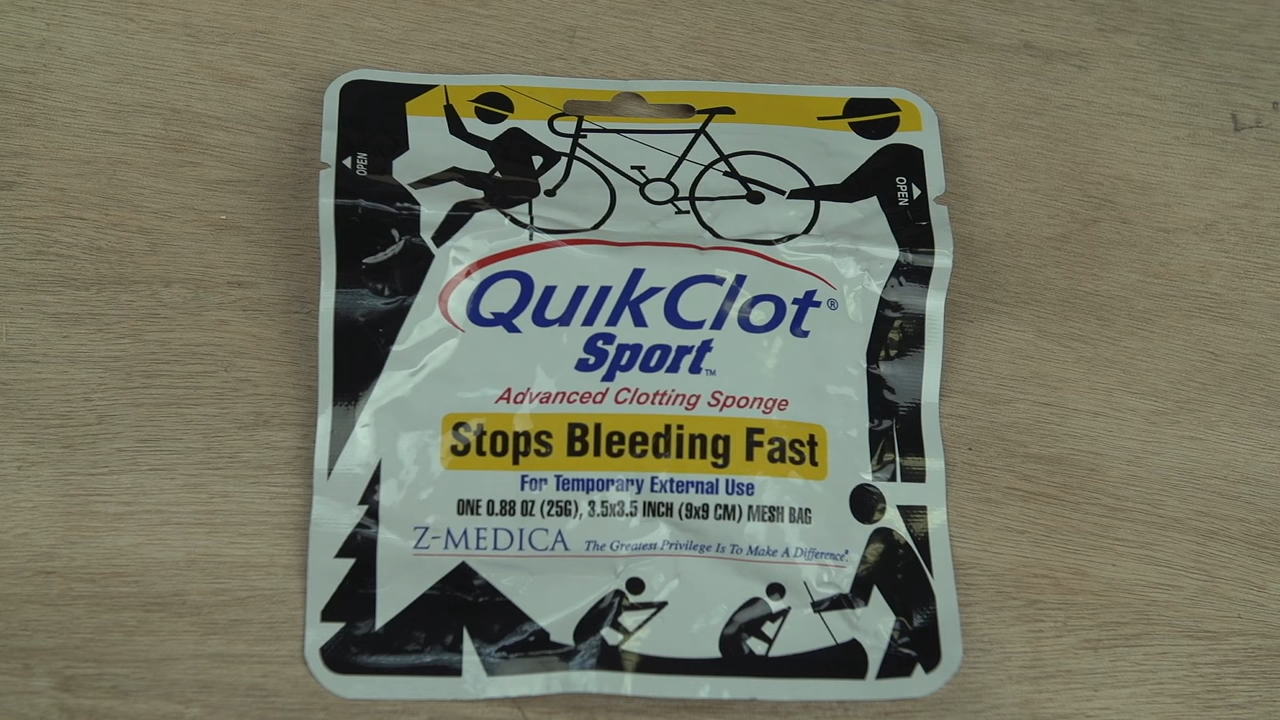 OPEN
OPEN
QuikClot®
Sport™
Advanced Clotting Sponge
Stops Bleeding Fast
For Temporary External Use
ONE 0.88 OZ (25G), 3.5x3.5 INCH (9x9 CM) MESH BAG
Z-MEDICA The Greatest Privilege Is To Make A Difference®